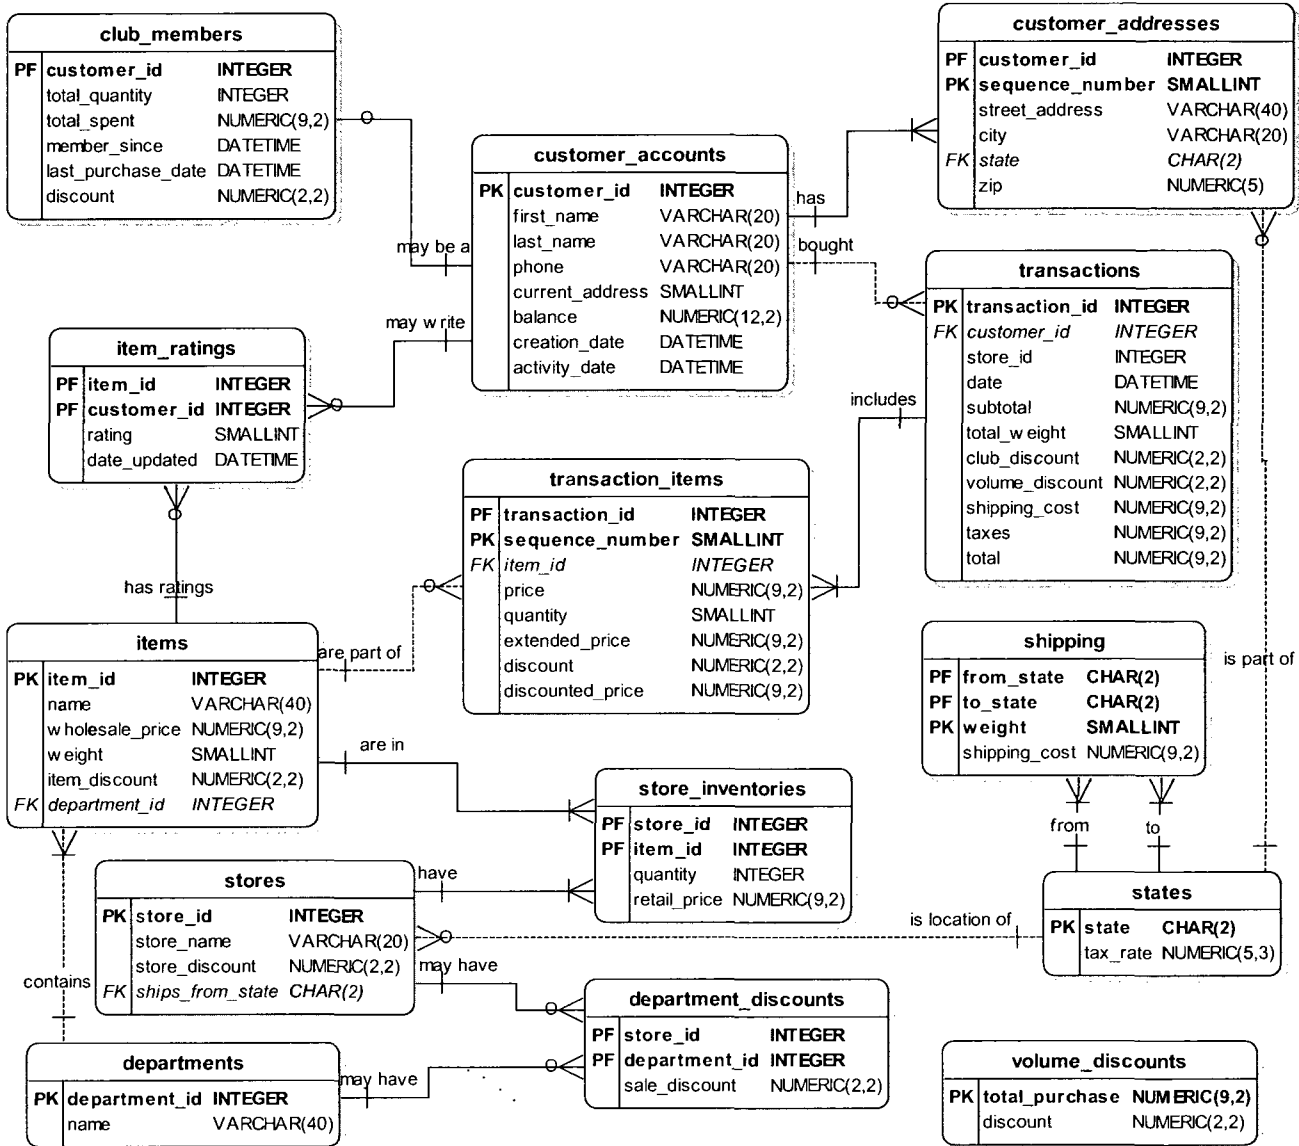 club_members
PF customer_id INTEGER
total_quantity INTEGER
total_spent NUMERIC(9,2)
member_since DATETIME
last_purchase_date DATETIME
discount NUMERIC(2,2)
customer_addresses
PF customer_id INTEGER
PK sequence_number SMALLINT
street_address VARCHAR(40)
city VARCHAR(20)
FK state CHAR(2)
zip NUMERIC(5)
customer_accounts
PK customer_id INTEGER
first_name VARCHAR(20)
last_name VARCHAR(20)
phone VARCHAR(20)
current_address SMALLINT
balance NUMERIC(12,2)
creation_date DATETIME
activity_date DATETIME
has
bought
may be a
may write
transactions
PK transaction_id INTEGER
FK customer_id INTEGER
store_id INTEGER
date DATETIME
subtotal NUMERIC(9,2)
total_weight SMALLINT
club_discount NUMERIC(2,2)
volume_discount NUMERIC(2,2)
shipping_cost NUMERIC(9,2)
taxes NUMERIC(9,2)
total NUMERIC(9,2)
item_ratings
PF item_id INTEGER
PF customer_id INTEGER
rating SMALLINT
date_updated DATETIME
includes
transaction_items
PF transaction_id INTEGER
PK sequence_number SMALLINT
FK item_id INTEGER
price NUMERIC(9,2)
quantity SMALLINT
extended_price NUMERIC(9,2)
discount NUMERIC(2,2)
discounted_price NUMERIC(9,2)
has ratings
are part of
items
PK item_id INTEGER
name VARCHAR(40)
wholesale_price NUMERIC(9,2)
weight SMALLINT
item_discount NUMERIC(2,2)
FK department_id INTEGER
shipping
PF from_state CHAR(2)
PF to_state CHAR(2)
PK weight SMALLINT
shipping_cost NUMERIC(9,2)
is part of
are in
store_inventories
PF store_id INTEGER
PF item_id INTEGER
quantity INTEGER
retail_price NUMERIC(9,2)
from
to
stores
PK store_id INTEGER
store_name VARCHAR(20)
store_discount NUMERIC(2,2)
FK ships_from_state CHAR(2)
have
is location of
may have
states
PK state CHAR(2)
tax_rate NUMERIC(5,3)
contains
department_discounts
PF store_id INTEGER
PF department_id INTEGER
sale_discount NUMERIC(2,2)
departments
PK department_id INTEGER
name VARCHAR(40)
may have
volume_discounts
PK total_purchase NUMERIC(9,2)
discount NUMERIC(2,2)